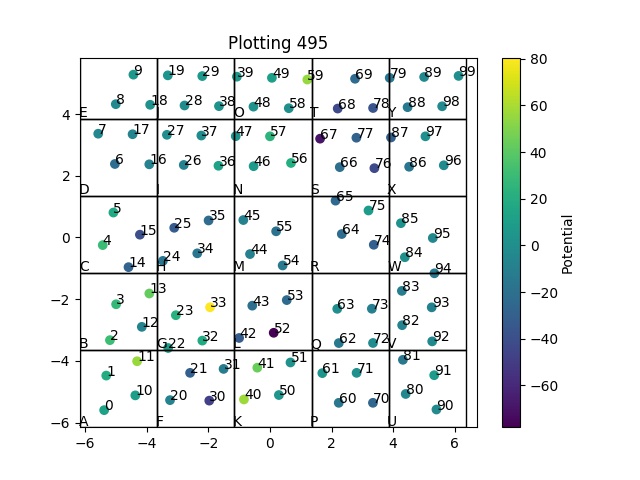 Plotting 495
9 19 29 39 49 59 69 79 89 99
8 18 28 38 48 58 68 78 88 98
E O T Y
7 17 27 37 47 57 67 77 87 97
6 16 26 36 46 56 66 76 86 96
D I N S X
5 15 25 35 45 55 65 75 85 95
4 14 24 34 44 54 64 74 84 94
C H M R W
3 13 23 33 43 53 63 73 83 93
2 12 22 32 42 52 62 72 82 92
B G L Q V
1 11 21 31 41 51 61 71 81 91
0 10 20 30 40 50 60 70 80 90
A F K P U
4
2
0
−2
−4
−6
−6 −4 −2 0 2 4 6
80
60
40
20
0
−20
−40
−60
Potential